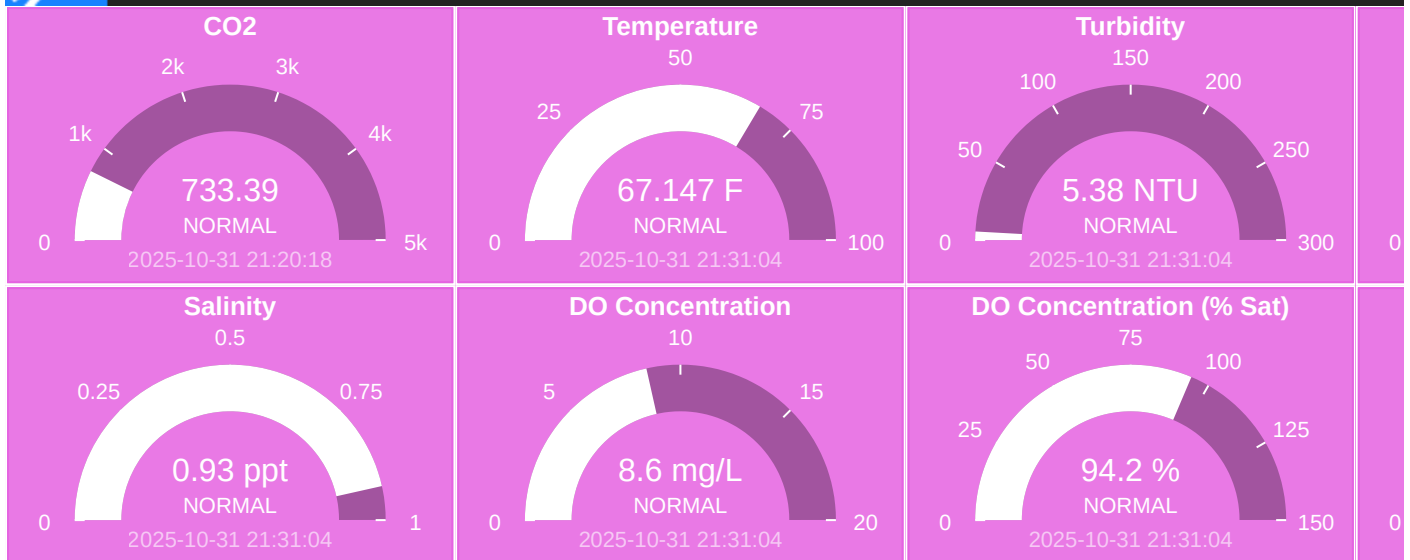 CO2
2k
3k
1k
4k
733.39
NORMAL
0
5k
2025-10-31 21:20:18
Temperature
50
25
75
67.147 F
NORMAL
0
100
2025-10-31 21:31:04
Turbidity
150
100
200
50
250
5.38 NTU
NORMAL
0
300
2025-10-31 21:31:04
0
Salinity
0.5
0.25
0.75
0.93 ppt
NORMAL
0
1
2025-10-31 21:31:04
DO Concentration
10
5
15
8.6 mg/L
NORMAL
0
20
2025-10-31 21:31:04
DO Concentration (% Sat)
75
50
100
25
125
94.2 %
NORMAL
0
150
2025-10-31 21:31:04
0